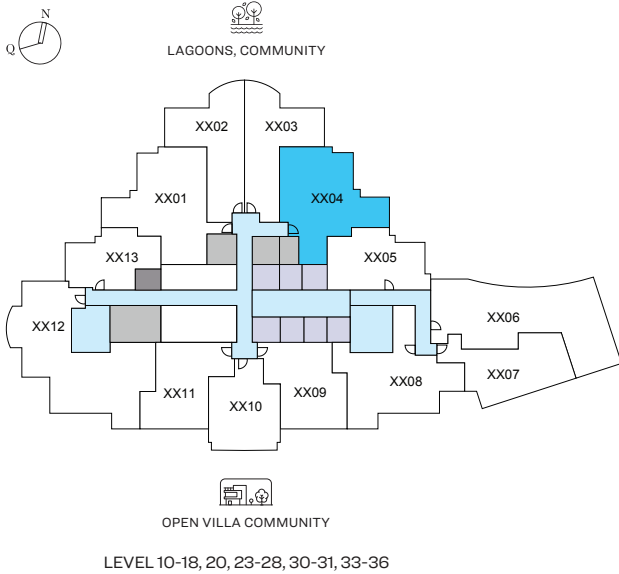 N
Q
LAGOONS, COMMUNITY
XX02
XX03
XX01
XX04
XX13
XX05
XX12
XX06
XX07
XX11
XX10
XX09
XX08
OPEN VILLA COMMUNITY
LEVEL 10-18, 20, 23-28, 30-31, 33-36